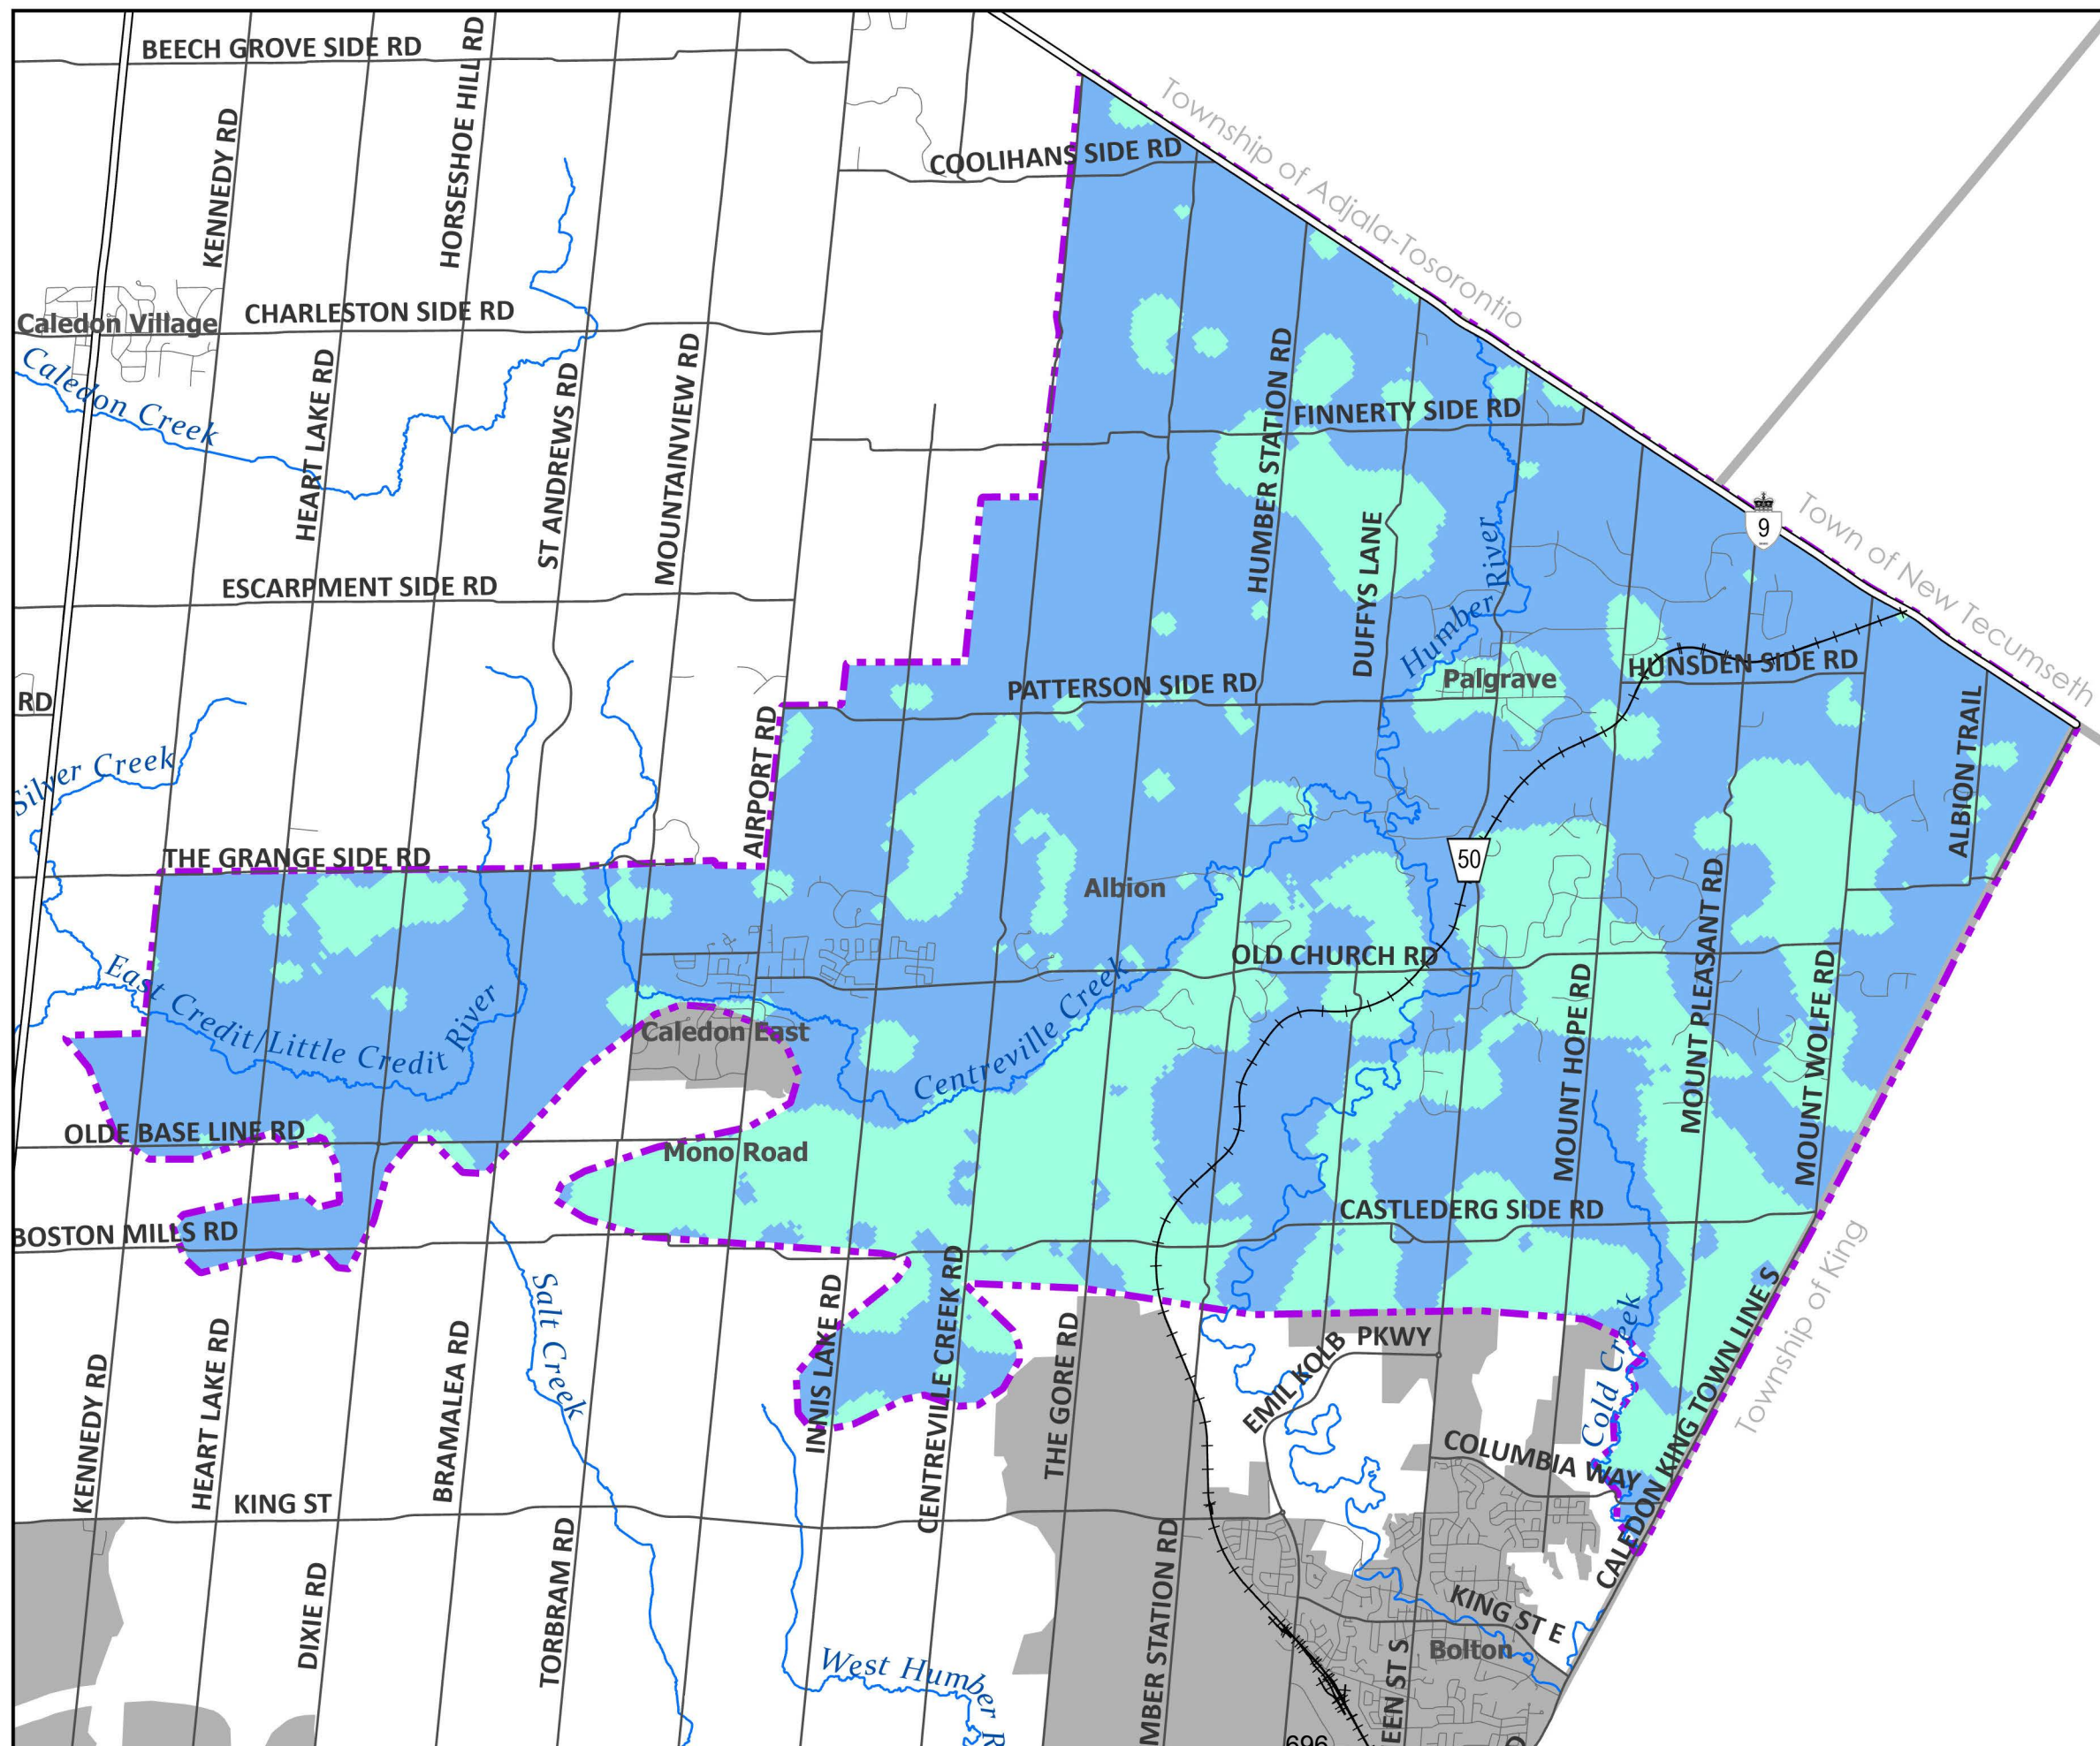 BEECH GROVE SIDE RD
KENNEDY RD
HORSESHOE HILL RD
COOLIHANS SIDE RD
Township of Adjala-Tosorontio
Caledon Village
CHARLESTON SIDE RD
Caledon Creek
HEART LAKE RD
ST ANDREWS RD
MOUNTAINVIEW RD
HUMBER STATION RD
FINNERTY SIDE RD
9
Town of New Tecumseth
ESCARPMENT SIDE RD
DUFFYS LANE
Humber River
RD
PATTERSON SIDE RD
Palgrave
HUNSDEN SIDE RD
ALBION TRAIL
Silver Creek
AIRPORT RD
THE GRANGE SIDE RD
50
Albion
OLD CHURCH RD
MOUNT PLEASANT RD
East Credit/Little Credit River
Caledon East
Centreville Creek
MOUNT HOPE RD
MOUNT WOLFE RD
OLDE BASE LINE RD
Mono Road
BOSTON MILLS RD
CASTLEDERG SIDE RD
Township of King
Salt Creek
INNIS LAKE RD
CENTREVILLE CREEK RD
THE GORE RD
EMIL KOLB PKWY
Cold Creek
CALEDON KING TOWN LINE S
KENNEDY RD
HEART LAKE RD
BRAMALEA RD
COLUMBIA WAY
KING ST
DIXIE RD
TORBRAM RD
MBER STATION RD
KING ST E
Bolton
EEN ST S
West Humber R
696